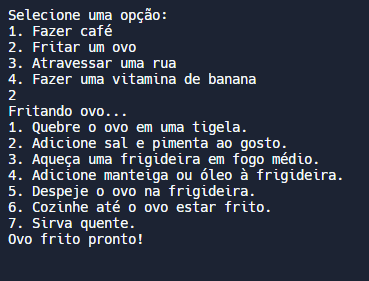 Selecione uma opção:
1. Fazer café
2. Fritar um ovo
3. Atravessar uma rua
4. Fazer uma vitamina de banana
2
Fritando ovo...
1. Quebre o ovo em uma tigela.
2. Adicione sal e pimenta ao gosto.
3. Aqueça uma frigideira em fogo médio.
4. Adicione manteiga ou óleo à frigideira.
5. Despeje o ovo na frigideira.
6. Cozinhe até o ovo estar frito.
7. Sirva quente.
Ovo frito pronto!